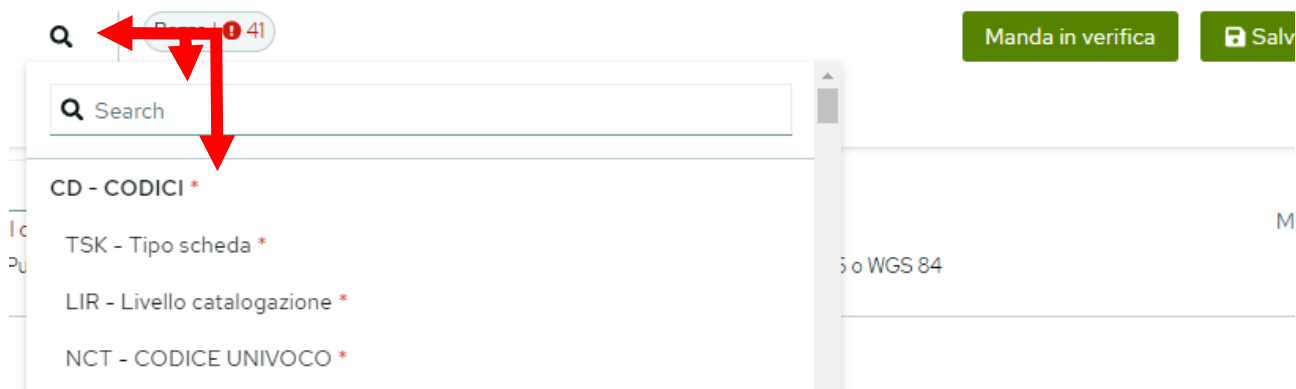 41
Manda in verifica
Salv
Search
CD - CODICI *
TSK - Tipo scheda *
M
5 o WGS 84
LIR - Livello catalogazione *
NCT - CODICE UNIVOCO *